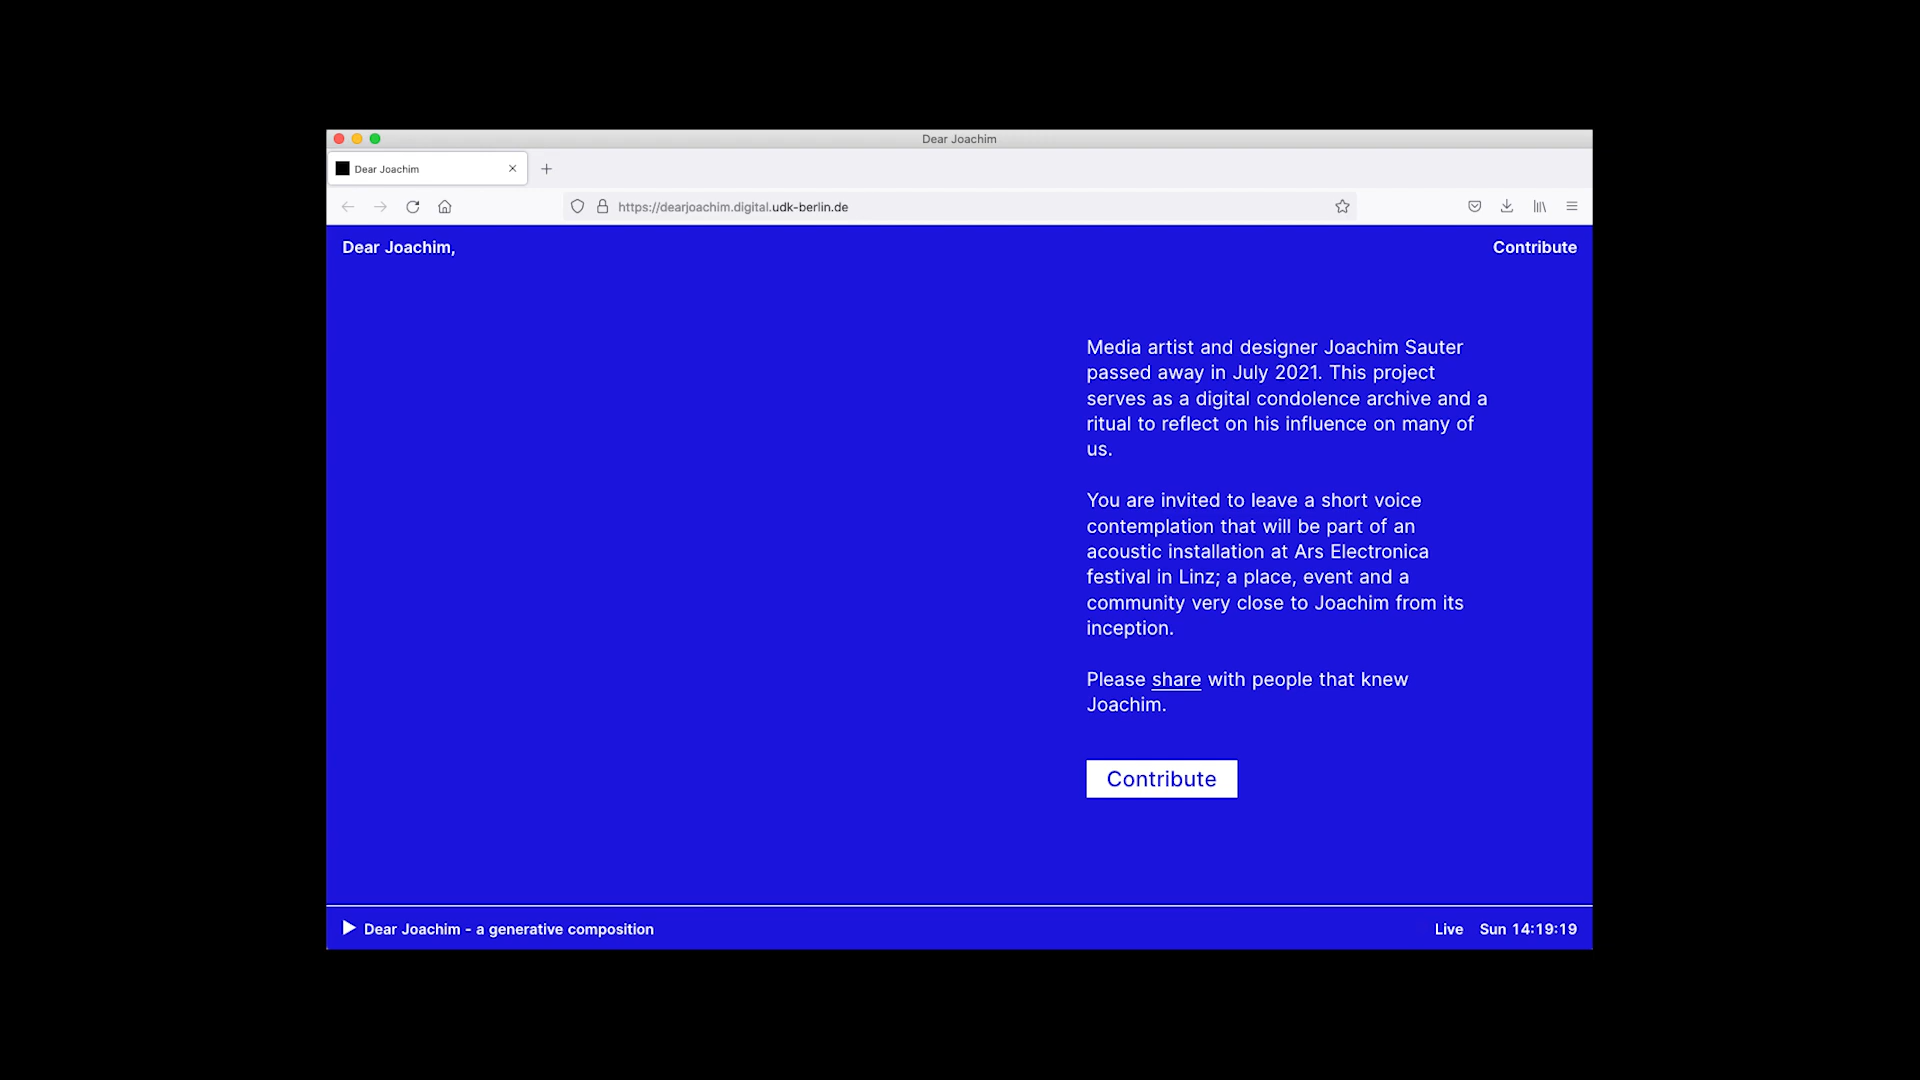 Dear Joachim
Dear Joachim
https://dearjoachim.digital.udk-berlin.de
Dear Joachim,
Contribute
Media artist and designer Joachim Sauter
passed away in July 2021. This project
serves as a digital condolence archive and a
ritual to reflect on his influence on many of
us.
You are invited to leave a short voice
contemplation that will be part of an
acoustic installation at Ars Electronica
festival in Linz; a place, event and a
community very close to Joachim from its
inception.
Please share with people that knew
Joachim.
Contribute
Dear Joachim - a generative composition
Live Sun 14:19:19